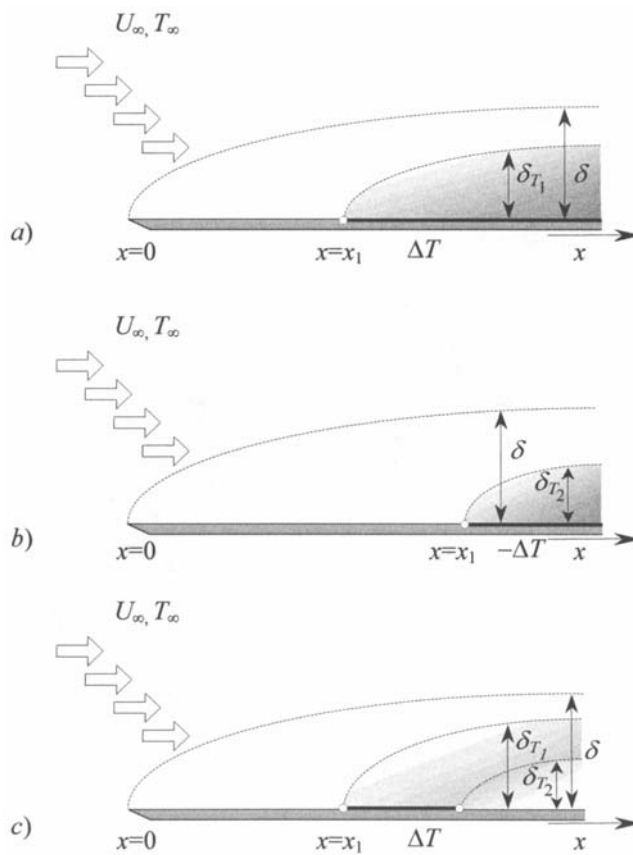 U∞, T∞
δT1
δ
a)
x=0
x=x1
ΔT
x
U∞, T∞
δ
δT2
b)
x=0
x=x1
−ΔT
x
U∞, T∞
δT1
δ
δT2
c)
x=0
x=x1
ΔT
x